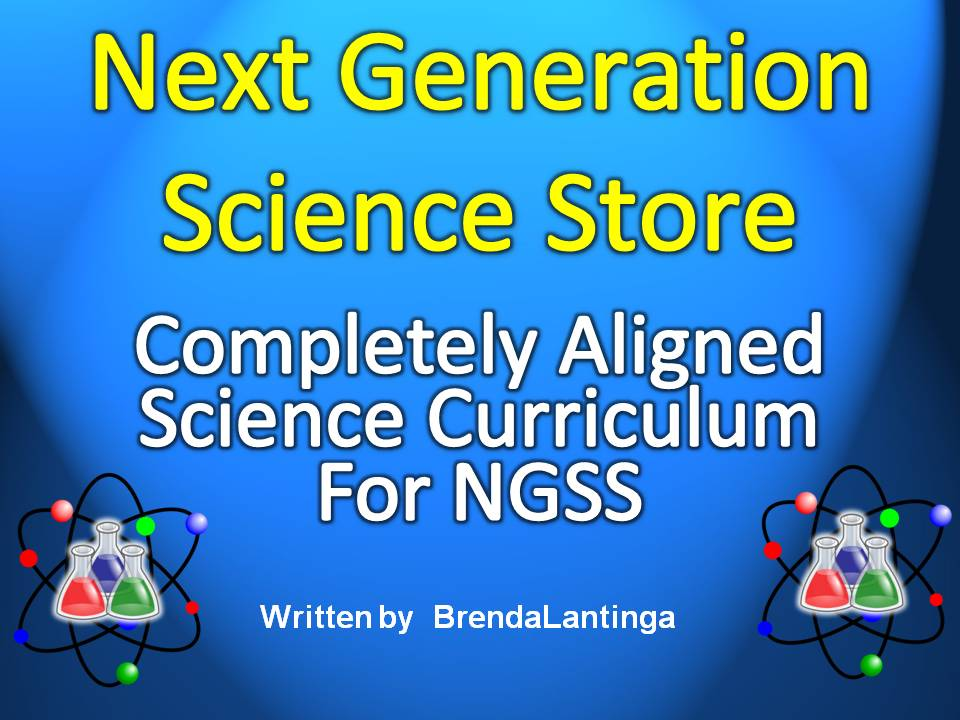 Next Generation
Science Store
Completely Aligned
Science Curriculum
For NGSS
Written by BrendaLantinga